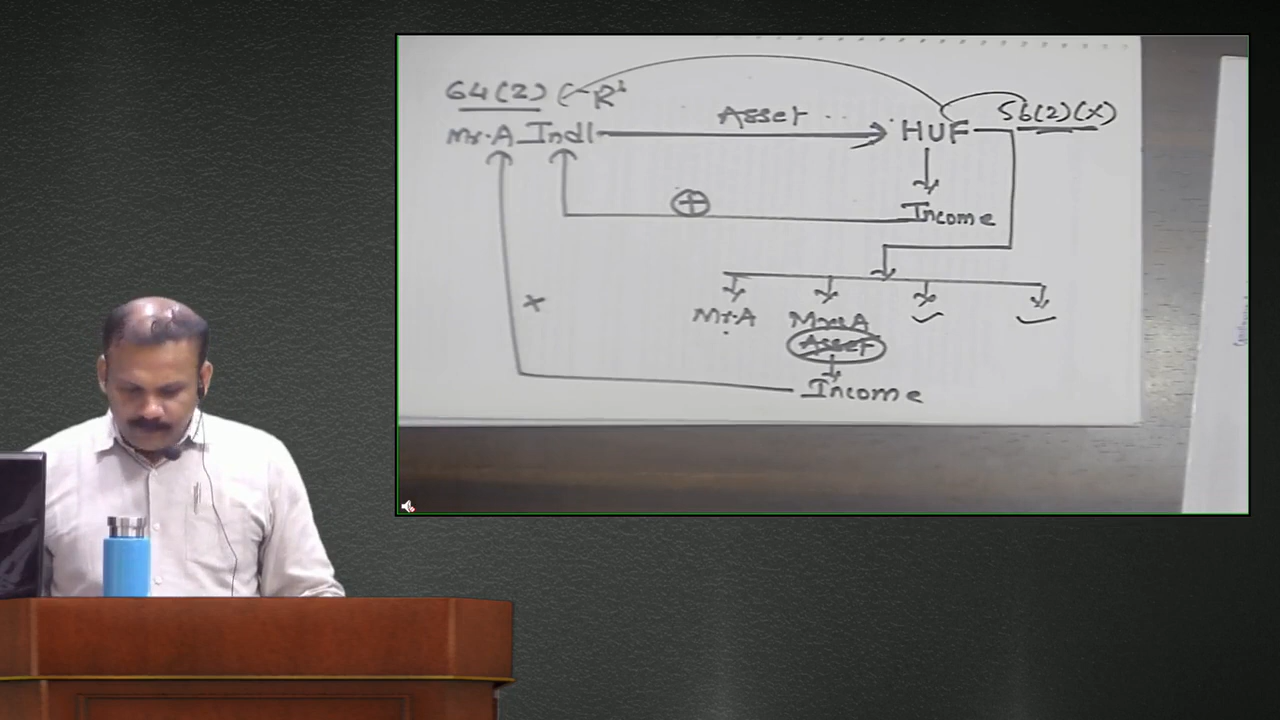 64(2)
56(2)(x)
Mr.A Indl
Asset
HUF
Income
+
x
Mr.A
Mrs.A
Asset
Income